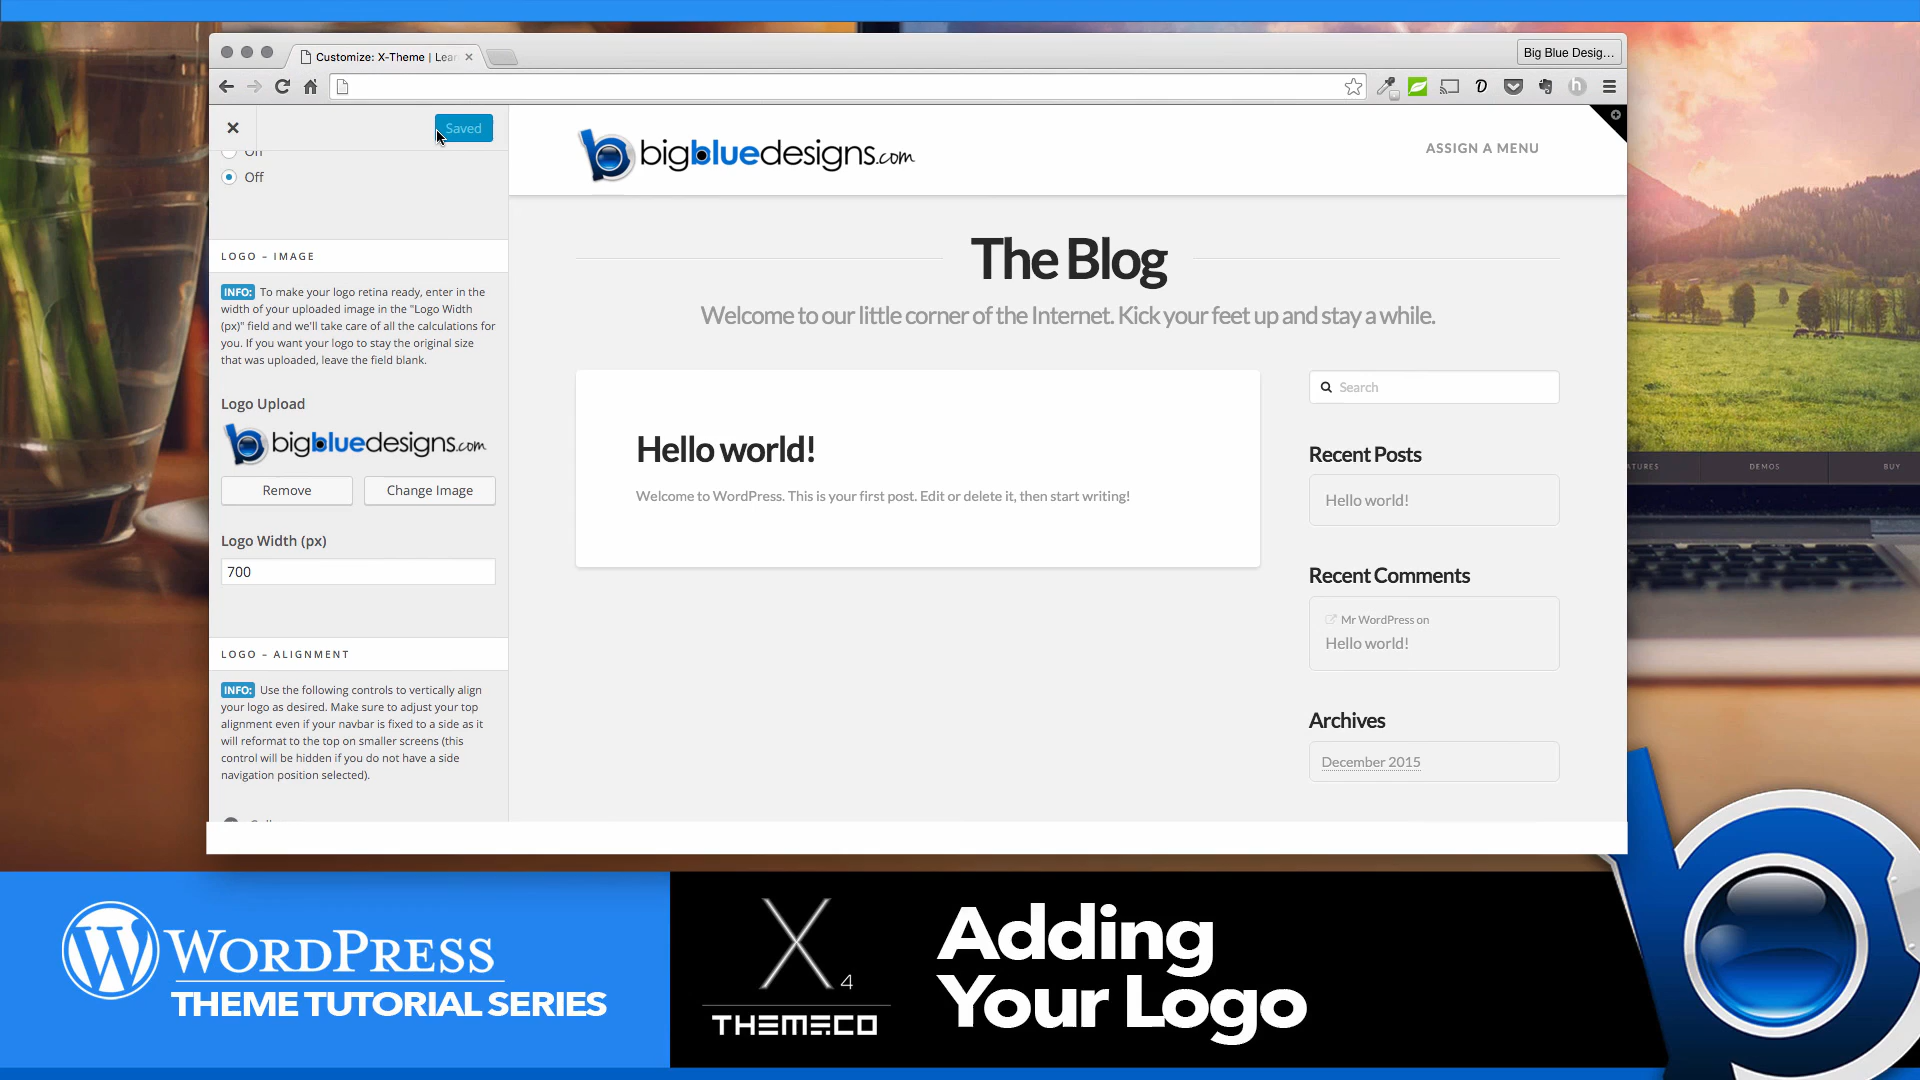 Customize: X-Theme | Lear
Big Blue Desig...
Saved
Off
LOGO – IMAGE
INFO: To make your logo retina ready, enter in the
width of your uploaded image in the "Logo Width
(px)" field and we'll take care of all the calculations for
you. If you want your logo to stay the original size
that was uploaded, leave the field blank.
Logo Upload
bigbluedesigns.com
Remove
Change Image
Logo Width (px)
700
LOGO – ALIGNMENT
INFO: Use the following controls to vertically align
your logo as desired. Make sure to adjust your top
alignment even if your navbar is fixed to a side as it
will reformat to the top on smaller screens (this
control will be hidden if you do not have a side
navigation position selected).
bigbluedesigns.com
ASSIGN A MENU
The Blog
Welcome to our little corner of the Internet. Kick your feet up and stay a while.
Hello world!
Welcome to WordPress. This is your first post. Edit or delete it, then start writing!
Search
Recent Posts
Hello world!
Recent Comments
Mr WordPress on
Hello world!
Archives
December 2015
DEMOS
BUY
WORDPRESS
THEME TUTORIAL SERIES
X 4
THEMECO
Adding
Your Logo